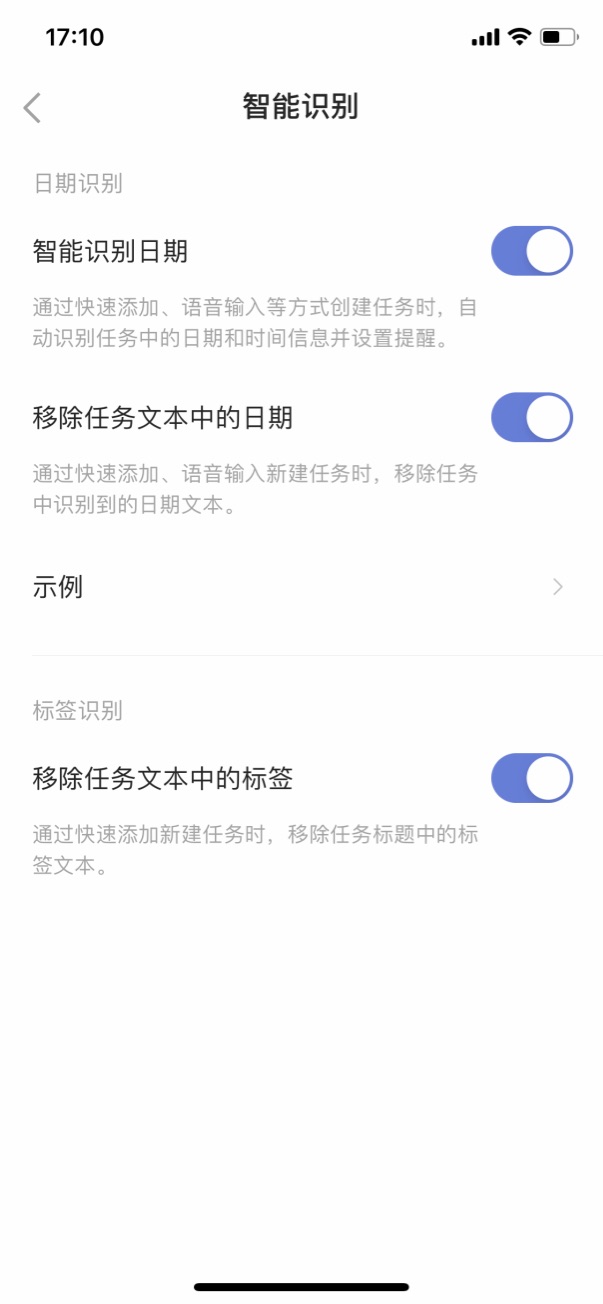 17:10
智能识别
日期识别
智能识别日期
通过快速添加、语音输入等方式创建任务时，自
动识别任务中的日期和时间信息并设置提醒。
移除任务文本中的日期
通过快速添加、语音输入新建任务时，移除任务
中识别到的日期文本。
示例
标签识别
移除任务文本中的标签
通过快速添加新建任务时，移除任务标题中的标
签文本。